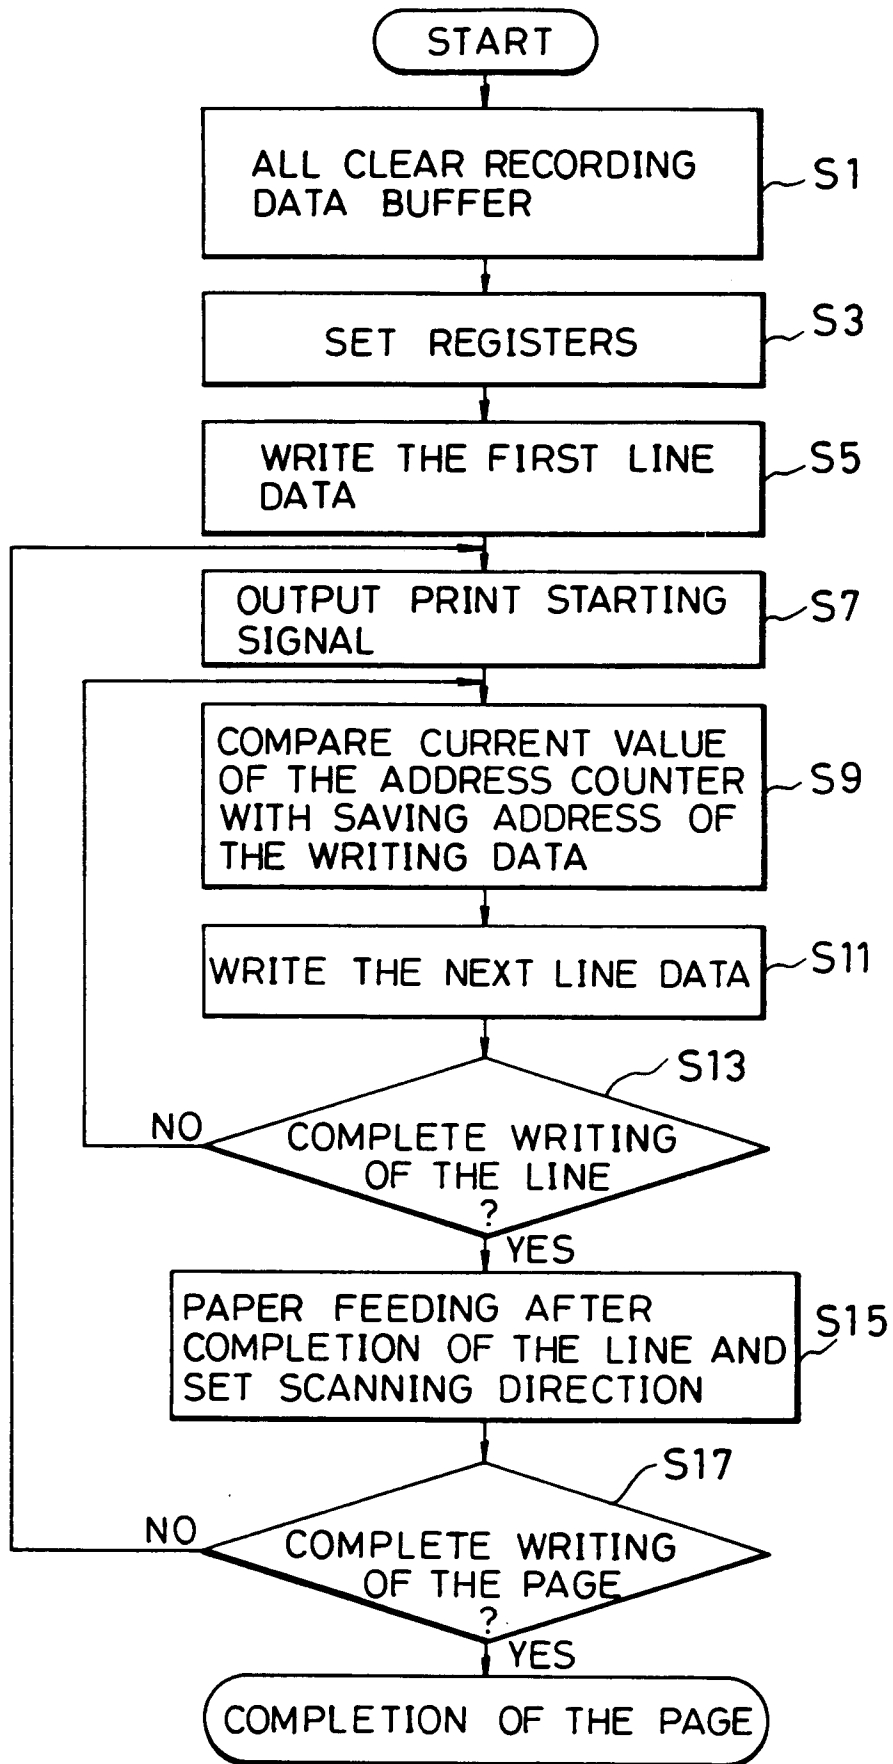 START
ALL CLEAR RECORDING
DATA BUFFER
S1
SET REGISTERS
S3
WRITE THE FIRST LINE
DATA
S5
OUTPUT PRINT STARTING
SIGNAL
S7
COMPARE CURRENT VALUE
OF THE ADDRESS COUNTER
WITH SAVING ADDRESS OF
THE WRITING DATA
S9
WRITE THE NEXT LINE DATA
S11
S13
NO
COMPLETE WRITING
OF THE LINE
?
YES
PAPER FEEDING AFTER
COMPLETION OF THE LINE AND
SET SCANNING DIRECTION
S15
S17
NO
COMPLETE WRITING
OF THE PAGE
?
YES
COMPLETION OF THE PAGE